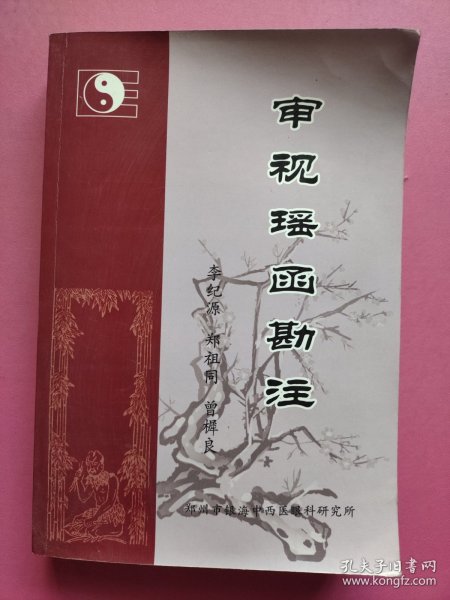 审视瑶函勘注
李纪源 郑祖同 曾樨良
郑州市银海中西医眼科研究所
孔夫子旧书网
www.kongfz.com